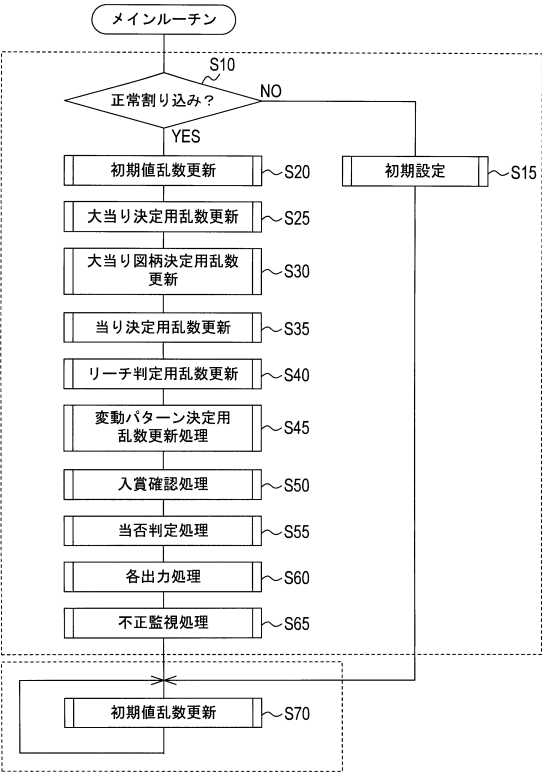 メインルーチン
S10
正常割り込み?
NO
YES
初期値乱数更新
S20
初期設定
S15
大当り決定用乱数更新
S25
大当り図柄決定用乱数
更新
S30
当り決定用乱数更新
S35
リーチ判定用乱数更新
S40
変動パターン決定用
乱数更新処理
S45
入賞確認処理
S50
当否判定処理
S55
各出力処理
S60
不正監視処理
S65
初期値乱数更新
S70